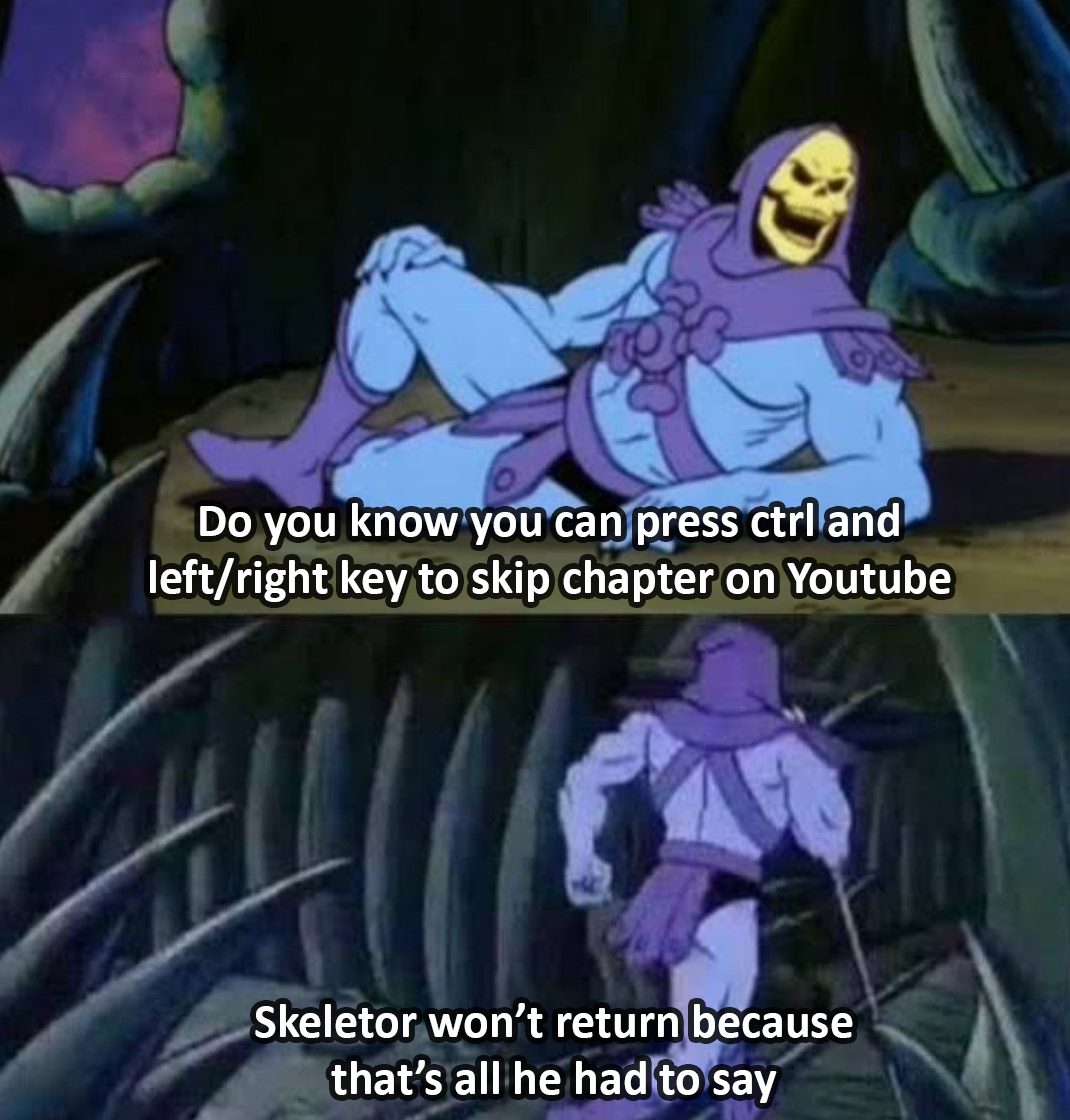 Do you know you can press ctrl and
left/right key to skip chapter on Youtube
Skeletor won’t return because
that’s all he had to say